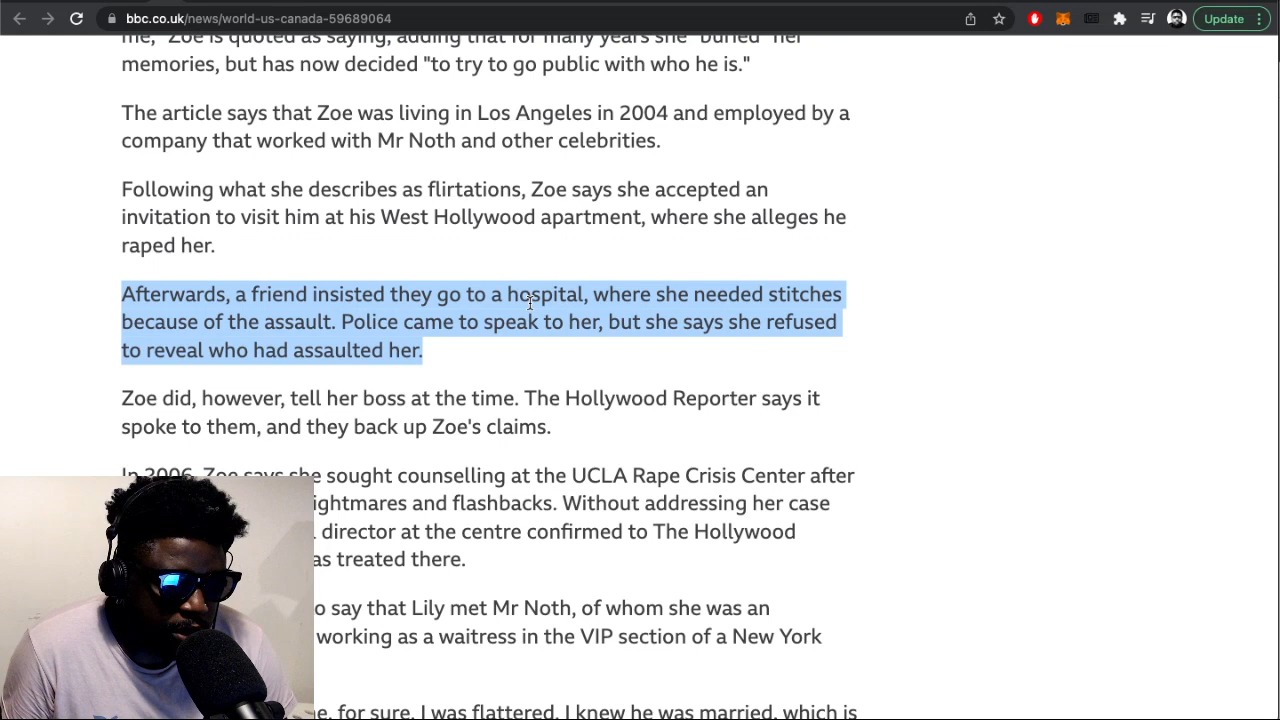 bbc.co.uk/news/world-us-canada-59689064
Update
me," Zoe is quoted as saying, adding that for many years she "buried" her
memories, but has now decided "to try to go public with who he is."
The article says that Zoe was living in Los Angeles in 2004 and employed by a
company that worked with Mr Noth and other celebrities.
Following what she describes as flirtations, Zoe says she accepted an
invitation to visit him at his West Hollywood apartment, where she alleges he
raped her.
Afterwards, a friend insisted they go to a hospital, where she needed stitches
because of the assault. Police came to speak to her, but she says she refused
to reveal who had assaulted her.
Zoe did, however, tell her boss at the time. The Hollywood Reporter says it
spoke to them, and they back up Zoe's claims.
In 2006, Zoe says she sought counselling at the UCLA Rape Crisis Center after
nightmares and flashbacks. Without addressing her case
director at the centre confirmed to The Hollywood
was treated there.
to say that Lily met Mr Noth, of whom she was an
working as a waitress in the VIP section of a New York
me, for sure. I was flattered. I knew he was married, which is